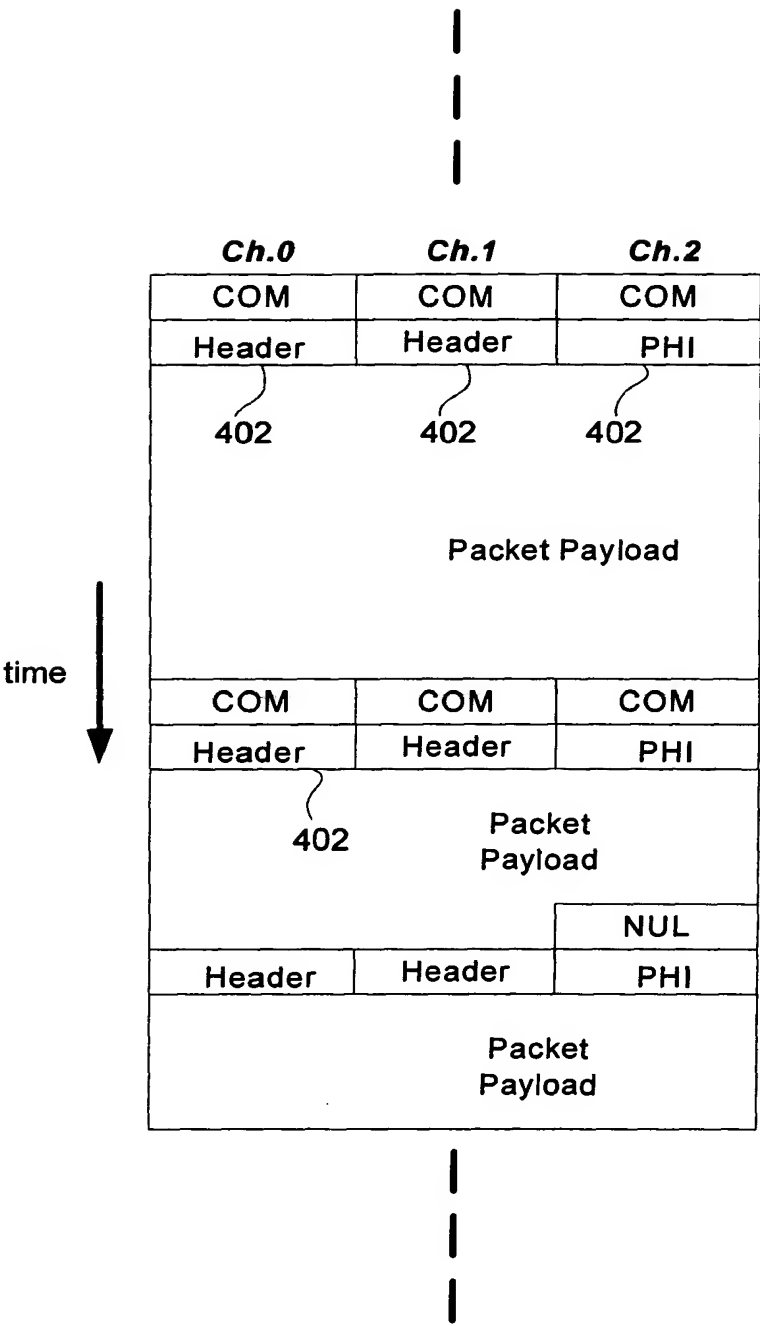 Ch.0 Ch.1 Ch.2
COM COM COM
Header Header PHI
402 402 402
Packet Payload
time
COM COM COM
Header Header PHI
402
Packet
Payload
NUL
Header Header PHI
Packet
Payload